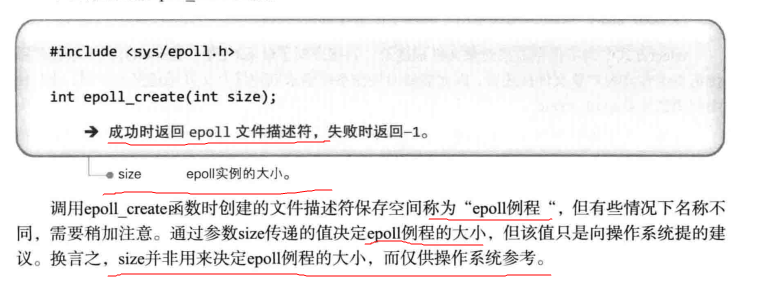 #include <sys/epoll.h>
int epoll_create(int size);
➔ 成功时返回 epoll 文件描述符，失败时返回–1。
size epoll实例的大小。
调用epoll_create函数时创建的文件描述符保存空间称为“epoll例程“，但有些情况下名称不
同，需要稍加注意。通过参数size传递的值决定epoll例程的大小，但该值只是向操作系统提的建
议。换言之，size并非用来决定epoll例程的大小，而仅供操作系统参考。